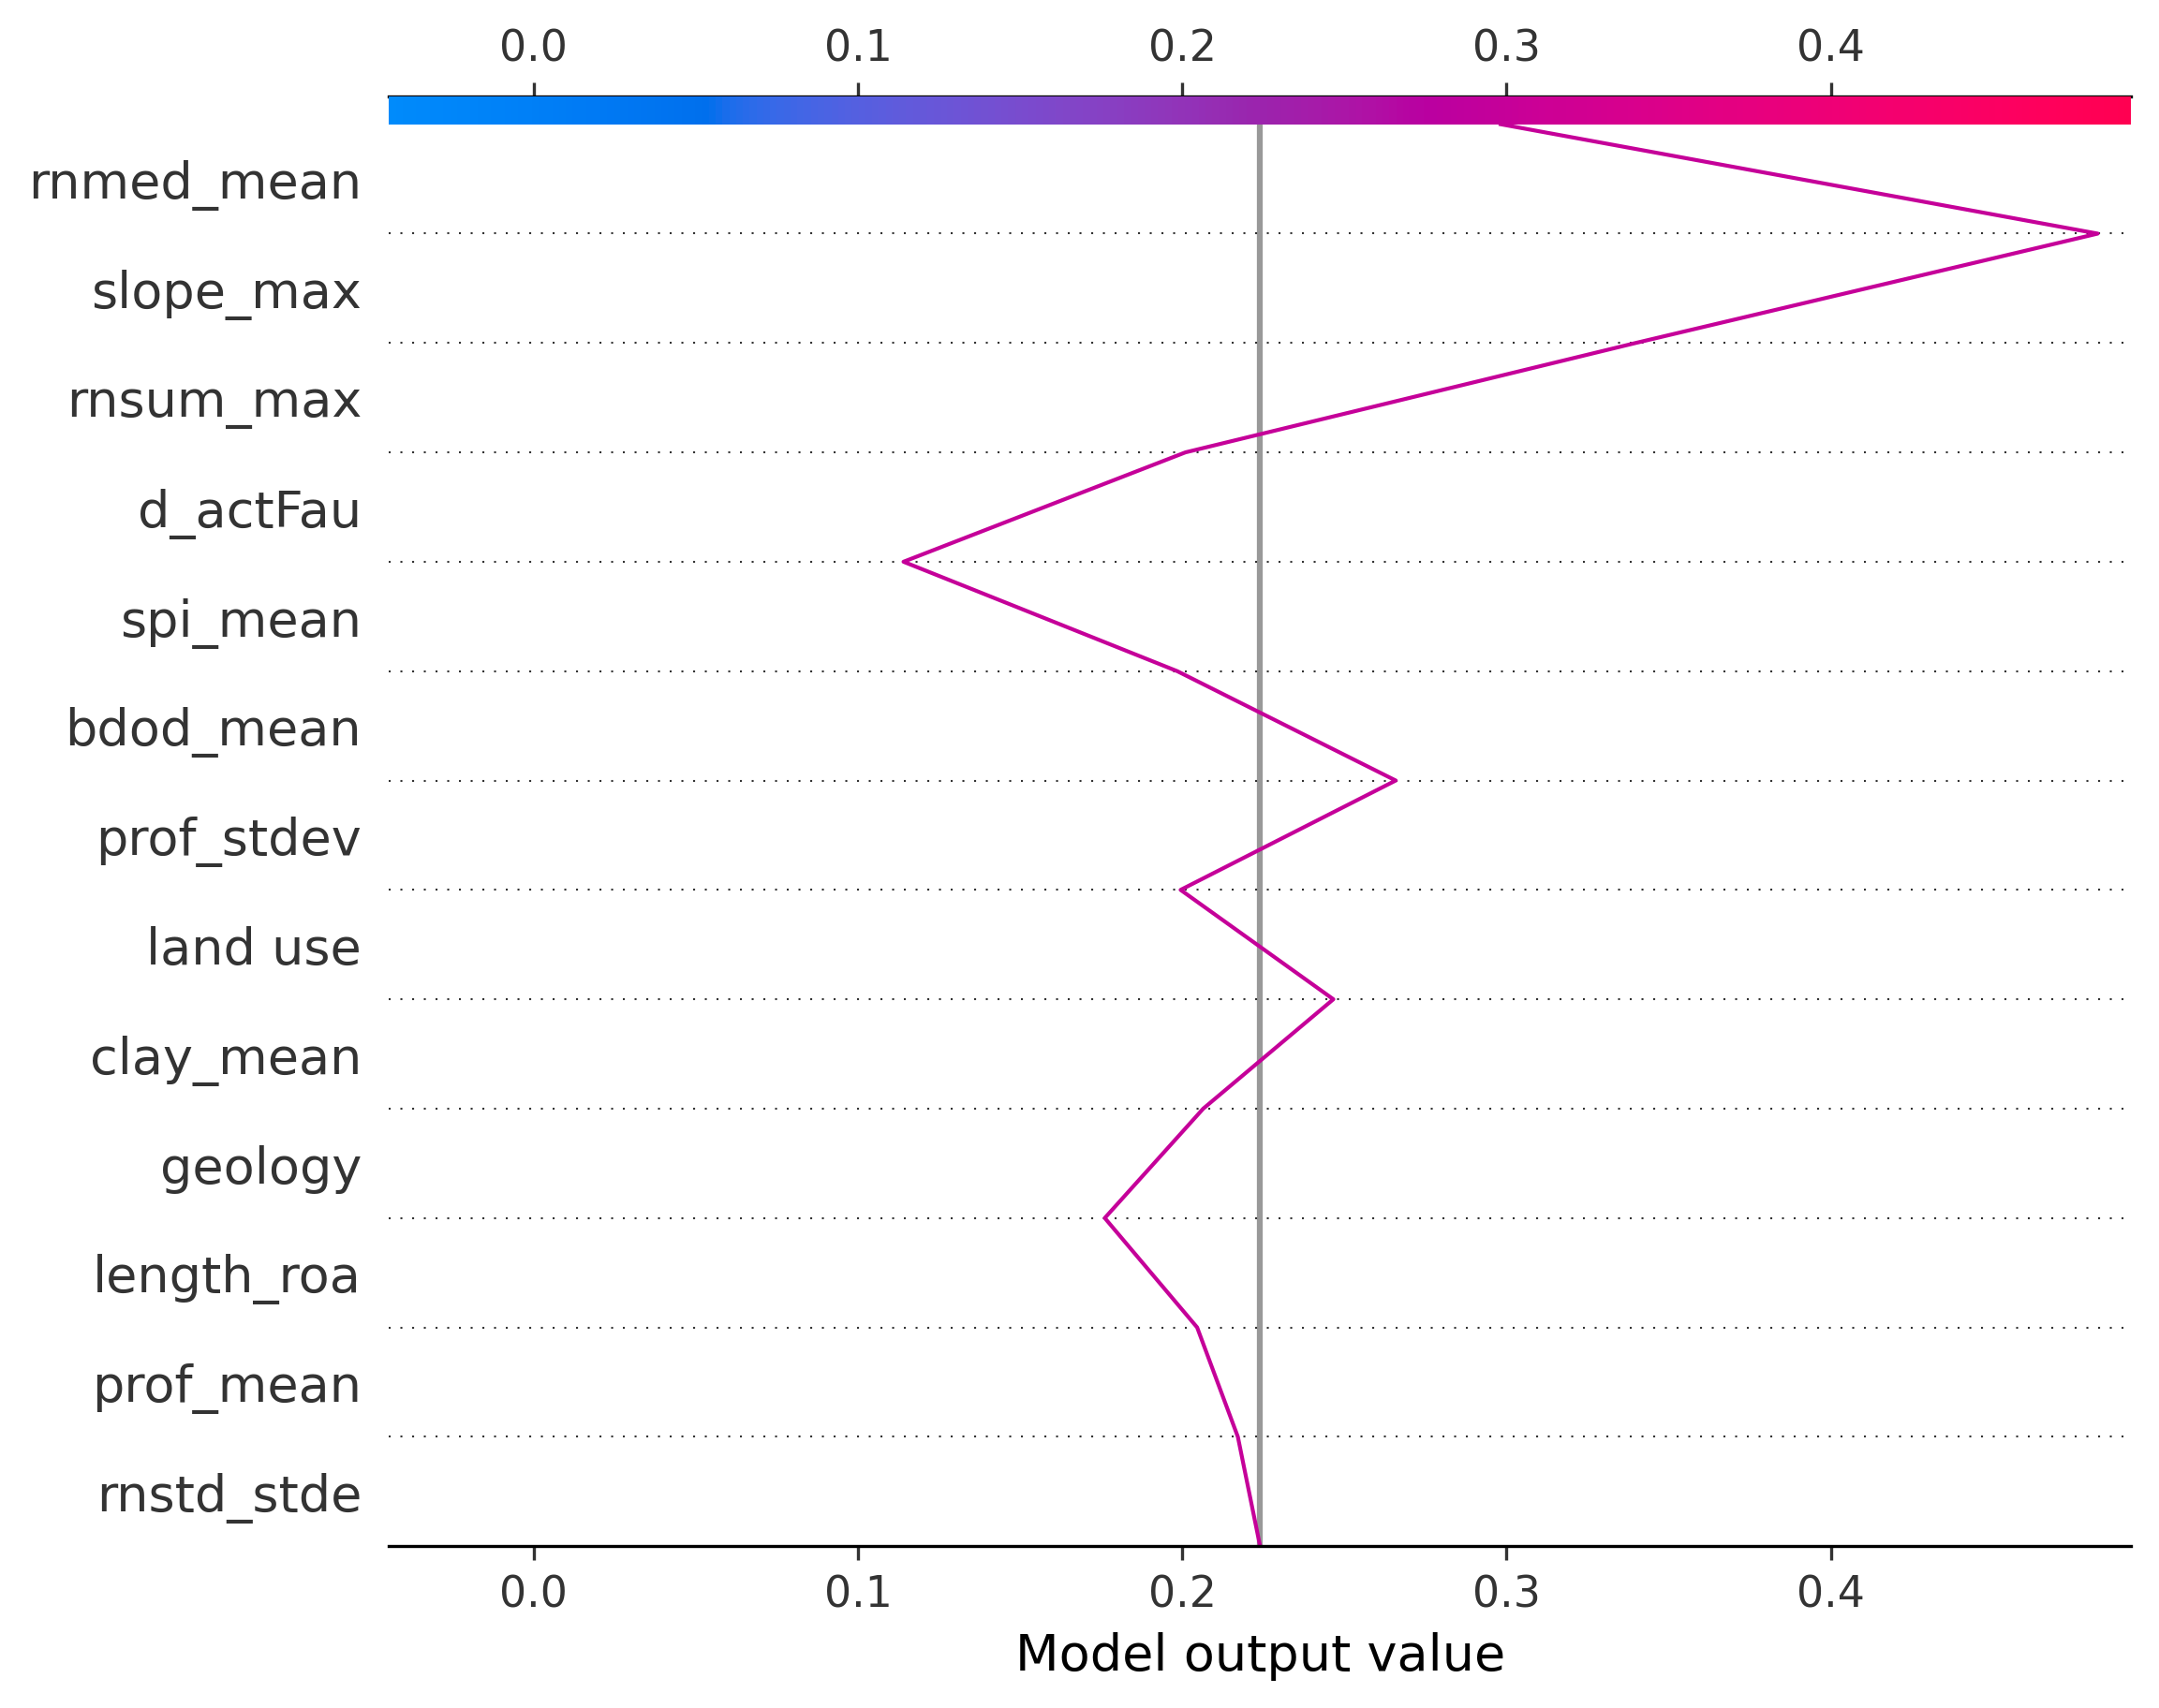 0.0 0.1 0.2 0.3 0.4
rnmed_mean
slope_max
rnsum_max
d_actFau
spi_mean
bdod_mean
prof_stdev
land use
clay_mean
geology
length_roa
prof_mean
rnstd_stde
0.0 0.1 0.2 0.3 0.4
Model output value